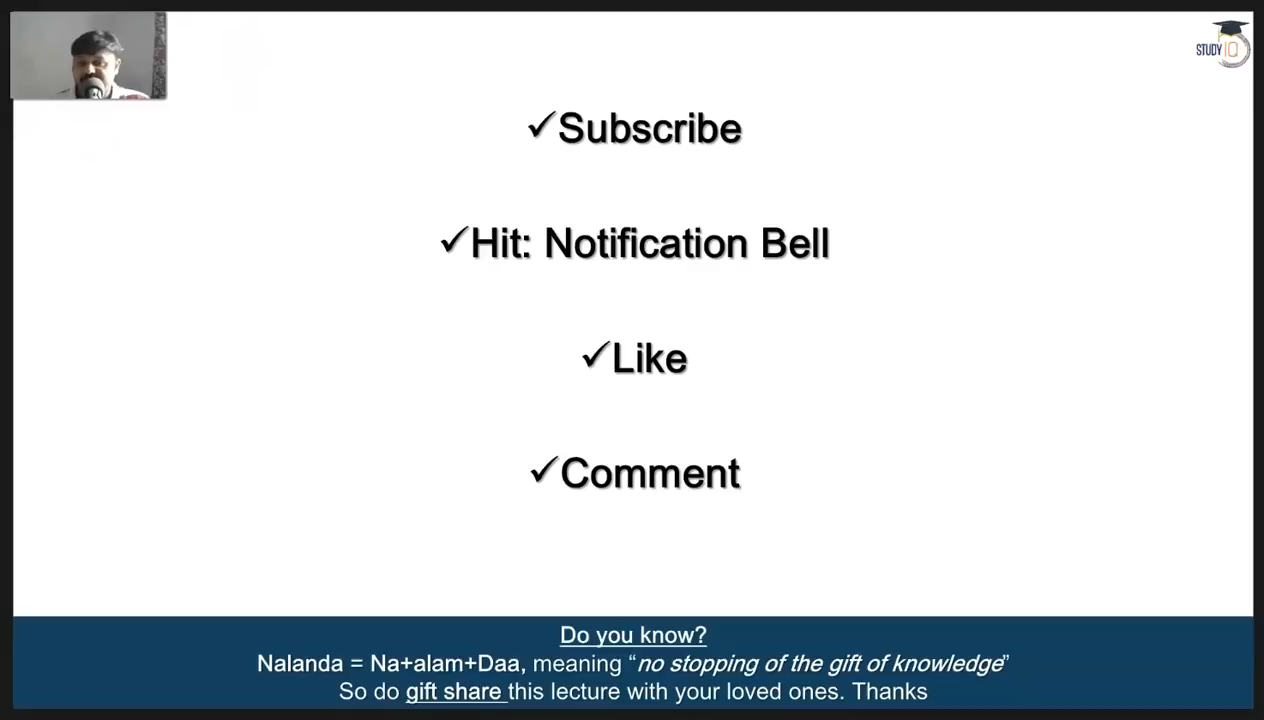 STUDY IQ
✓Subscribe
✓Hit: Notification Bell
✓Like
✓Comment
Do you know?
Nalanda = Na+alam+Daa, meaning “no stopping of the gift of knowledge”
So do gift share this lecture with your loved ones. Thanks